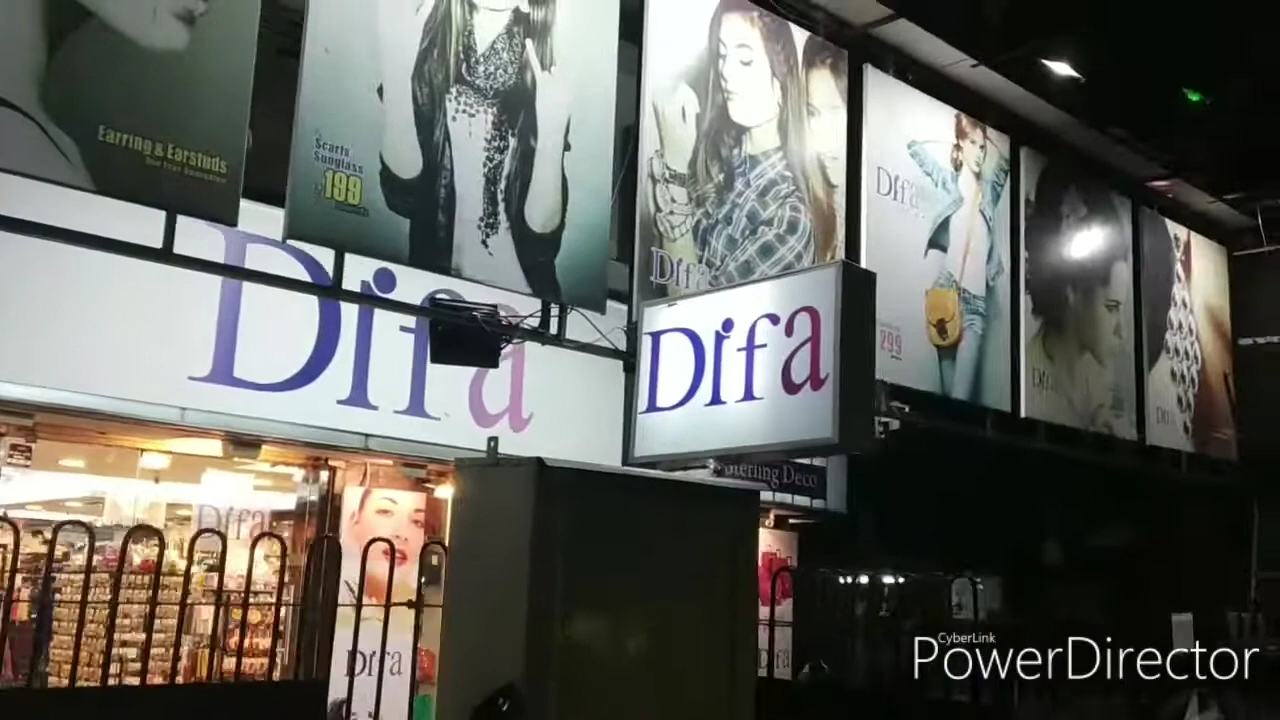 Earring & Earstuds
Scarfs
Sunglass
199
Difa
Difa
299
Difa
Difa
Sterling Deco
Difa
Difa
Difa
CyberLink
PowerDirector